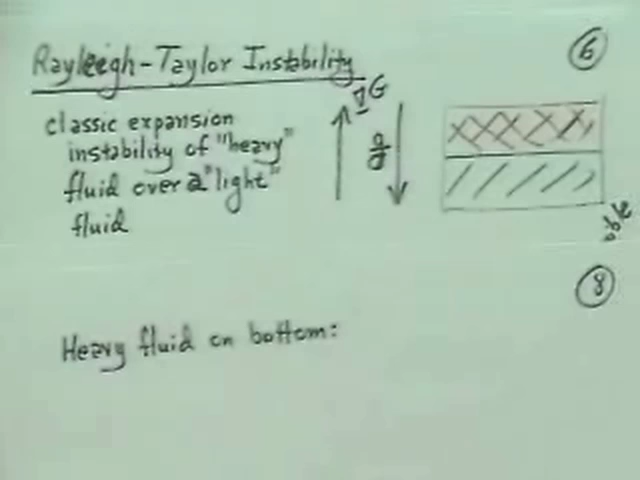 Rayleigh-Taylor Instability
6
classic expansion
instability of "heavy"
fluid over a "light"
fluid
∇G
g
8
Heavy fluid on bottom: